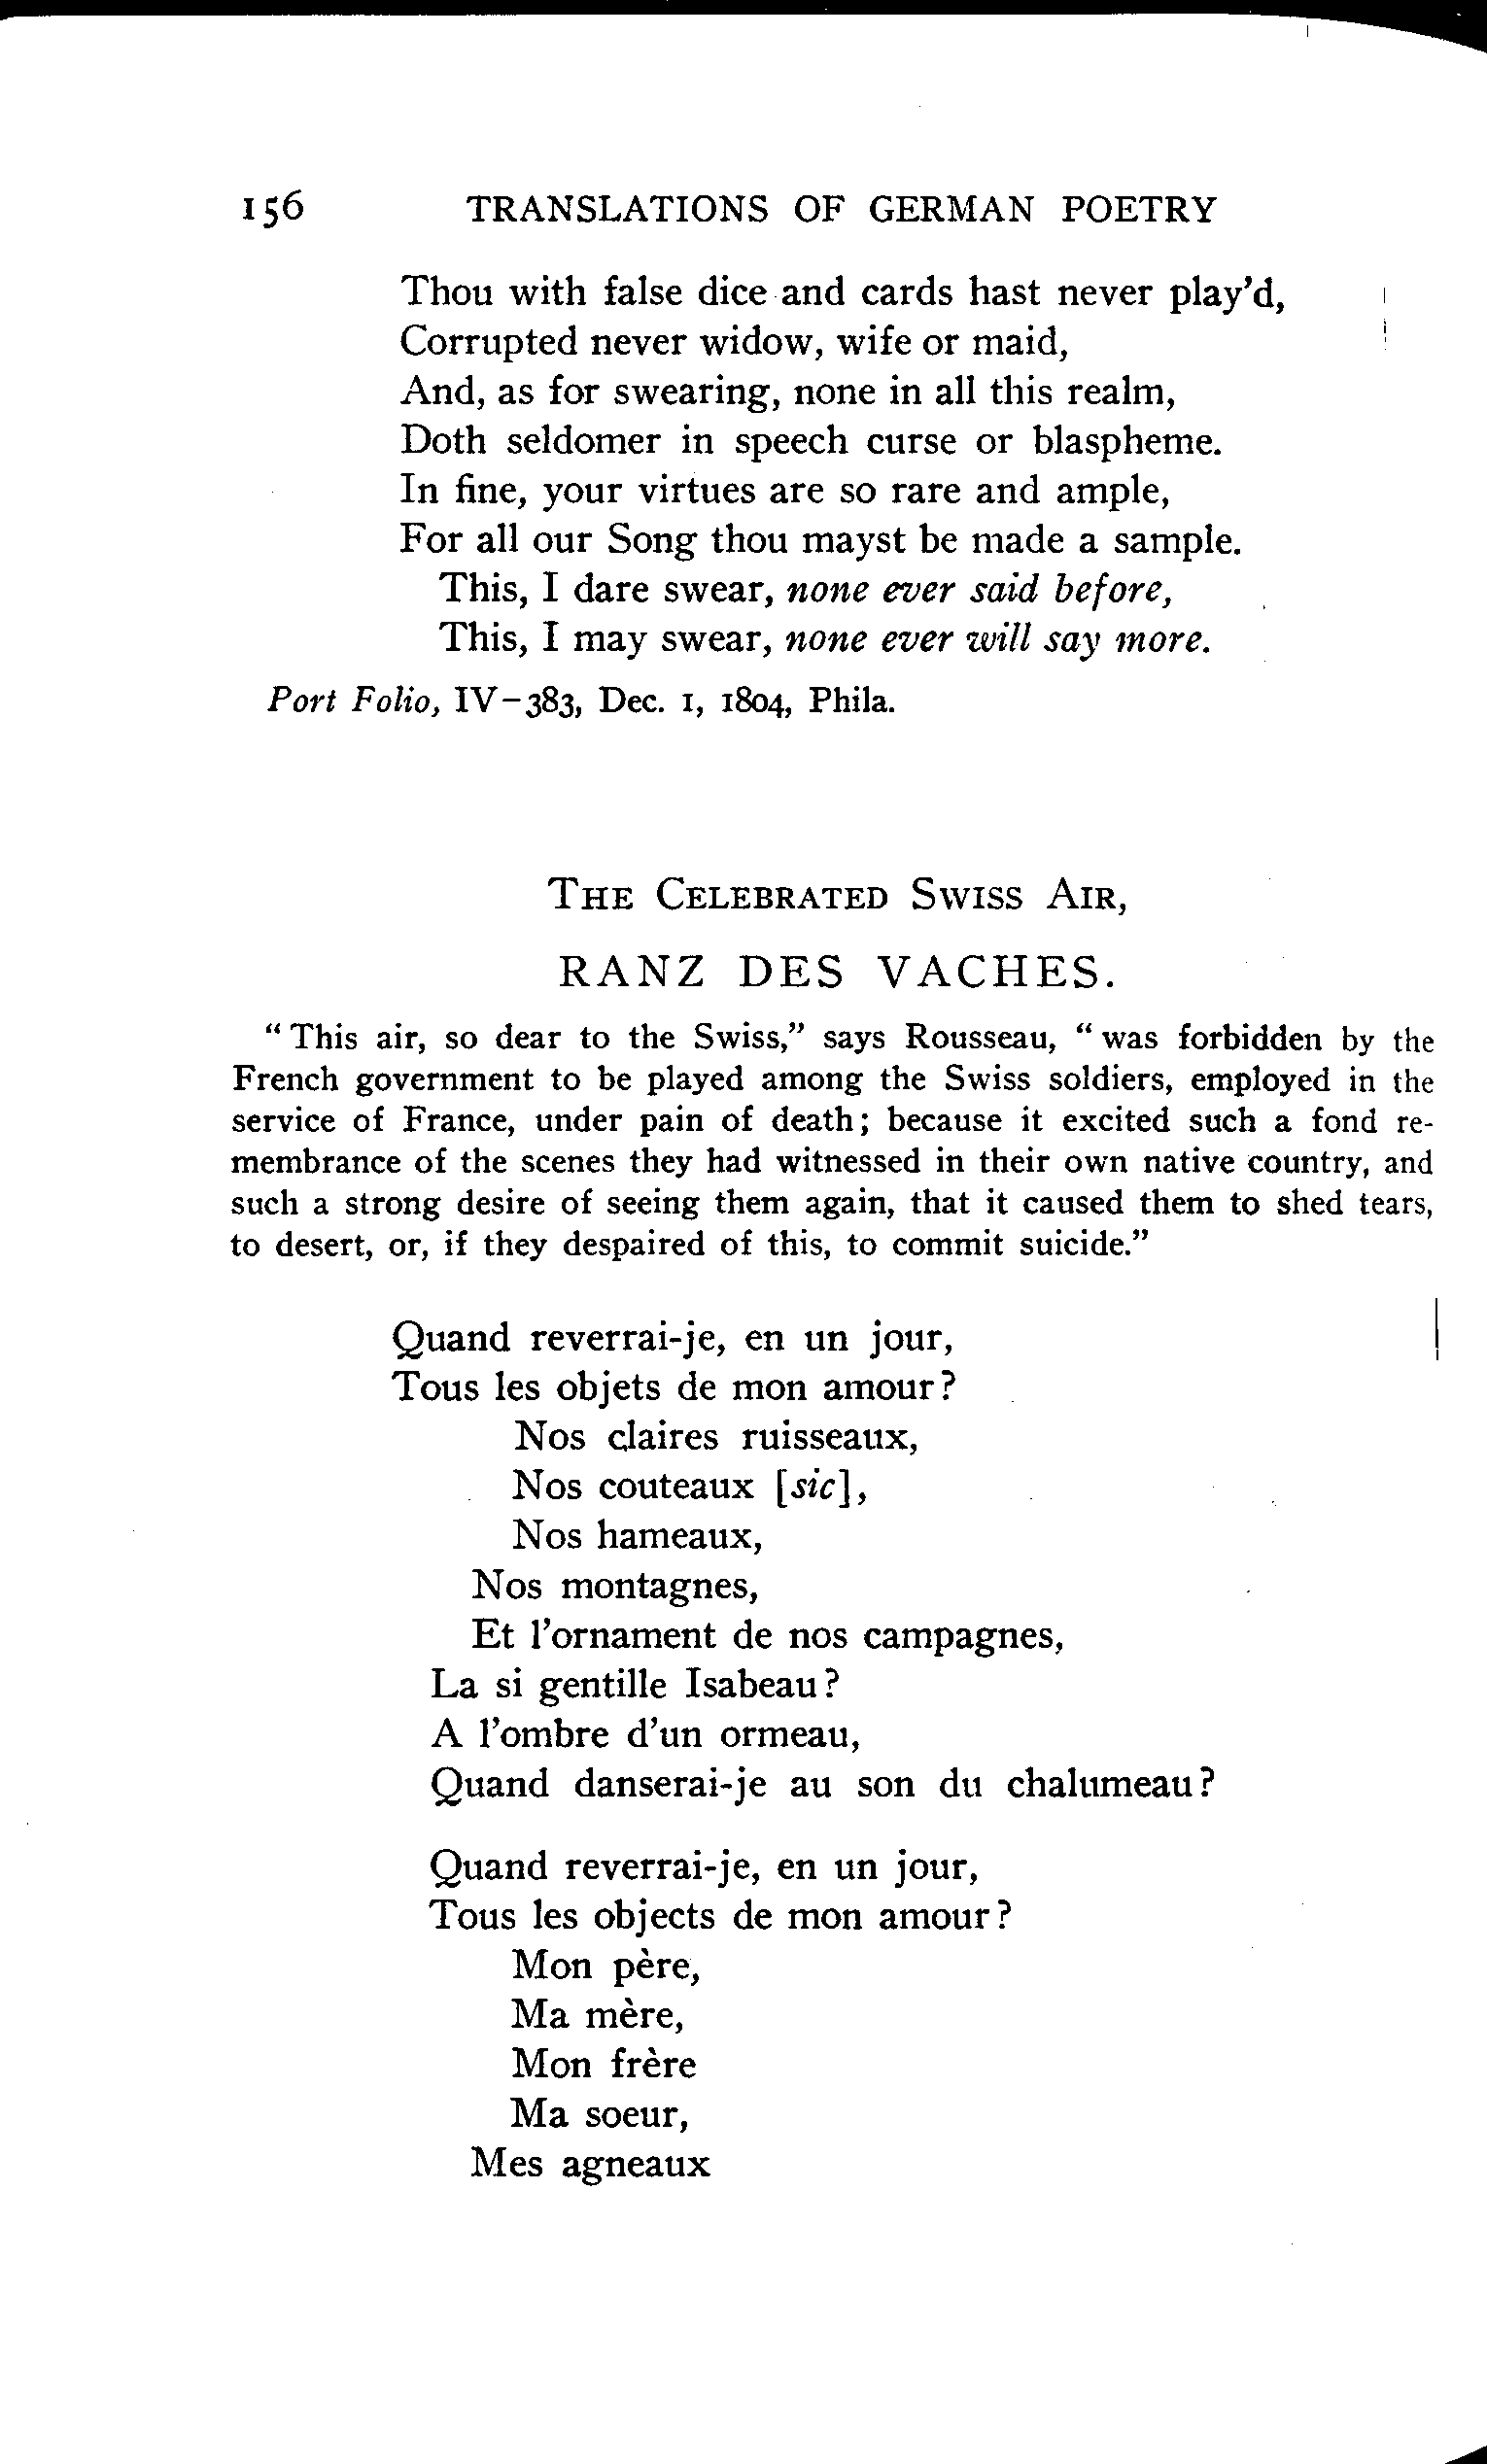 156 TRANSLATIONS OF GERMAN POETRY
Thou with false dice and cards hast never play'd,
Corrupted never widow, wife or maid,
And, as for swearing, none in all this realm,
Doth seldomer in speech curse or blaspheme.
In fine, your virtues are so rare and ample,
For all our Song thou mayst be made a sample.
This, I dare swear, none ever said before,
This, I may swear, none ever will say more.
Port Folio, IV-383, Dec. 1, 1804, Phila.
THE CELEBRATED SWISS AIR,
RANZ DES VACHES.
"This air, so dear to the Swiss," says Rousseau, "was forbidden by the
French government to be played among the Swiss soldiers, employed in the
service of France, under pain of death; because it excited such a fond re-
membrance of the scenes they had witnessed in their own native country, and
such a strong desire of seeing them again, that it caused them to shed tears,
to desert, or, if they despaired of this, to commit suicide."
Quand reverrai-je, en un jour,
Tous les objets de mon amour?
Nos claires ruisseaux,
Nos couteaux [sic],
Nos hameaux,
Nos montagnes,
Et l'ornament de nos campagnes,
La si gentille Isabeau?
A l'ombre d'un ormeau,
Quand danserai-je au son du chalumeau?
Quand reverrai-je, en un jour,
Tous les objects de mon amour?
Mon père,
Ma mère,
Mon frère
Ma soeur,
Mes agneaux